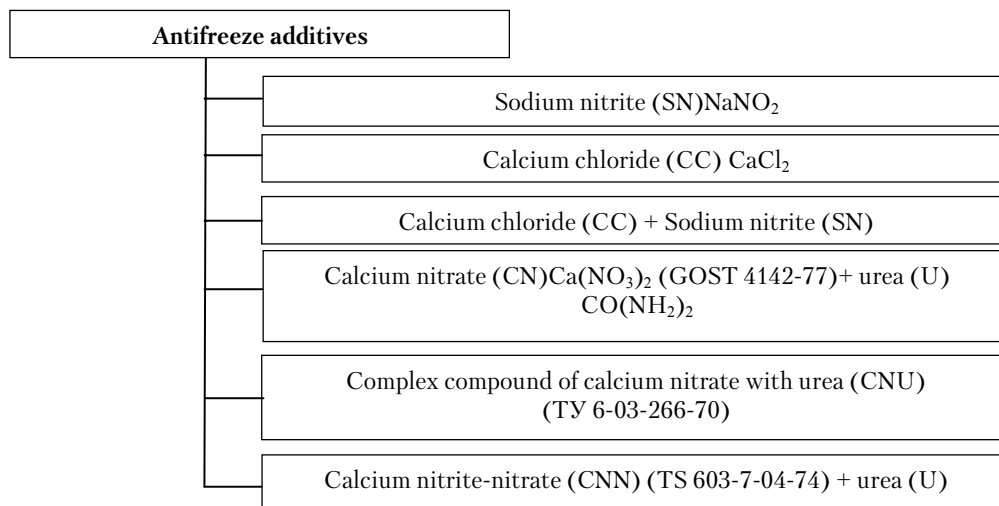 Antifreeze additives
Sodium nitrite (SN)NaNO₂
Calcium chloride (CC) CaCl₂
Calcium chloride (CC) + Sodium nitrite (SN)
Calcium nitrate (CN)Ca(NO₃)₂ (GOST 4142-77)+ urea (U)
CO(NH₂)₂
Complex compound of calcium nitrate with urea (CNU)
(ТУ 6-03-266-70)
Calcium nitrite-nitrate (CNN) (TS 603-7-04-74) + urea (U)